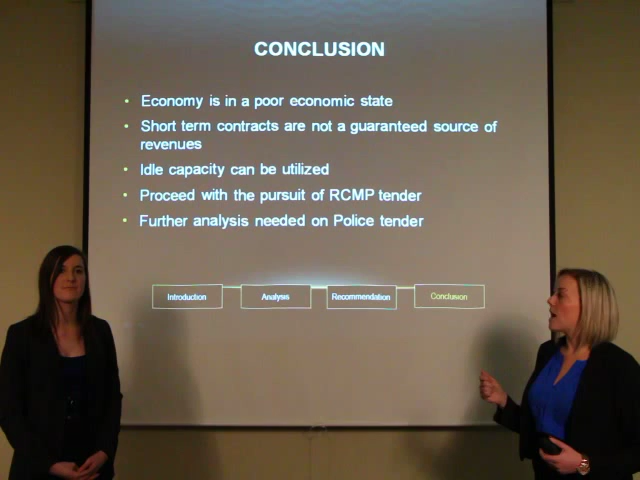 CONCLUSION
• Economy is in a poor economic state
• Short term contracts are not a guaranteed source of
revenues
• Idle capacity can be utilized
• Proceed with the pursuit of RCMP tender
• Further analysis needed on Police tender
Introduction
Analysis
Recommendation
Conclusion